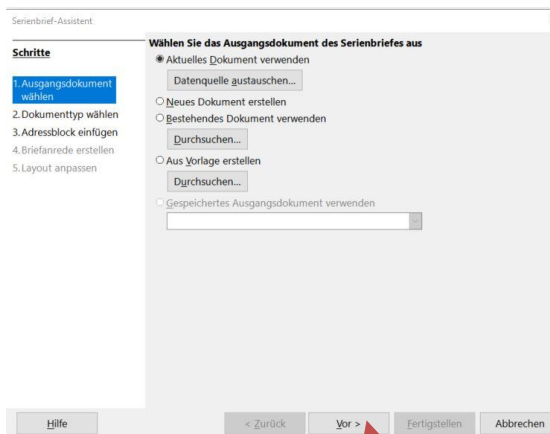 Serienbrief-Assistent
Schritte
1.Ausgangsdokument
wählen
2.Dokumenttyp wählen
3.Adressblock einfügen
4.Briefanrede erstellen
5.Layout anpassen
Wählen Sie das Ausgangsdokument des Serienbriefes aus
Aktuelles Dokument verwenden
Datenquelle austauschen...
Neues Dokument erstellen
Bestehendes Dokument verwenden
Durchsuchen...
Aus Vorlage erstellen
Durchsuchen...
Gespeichertes Ausgangsdokument verwenden
Hilfe
< Zurück
Vor >
Fertigstellen
Abbrechen